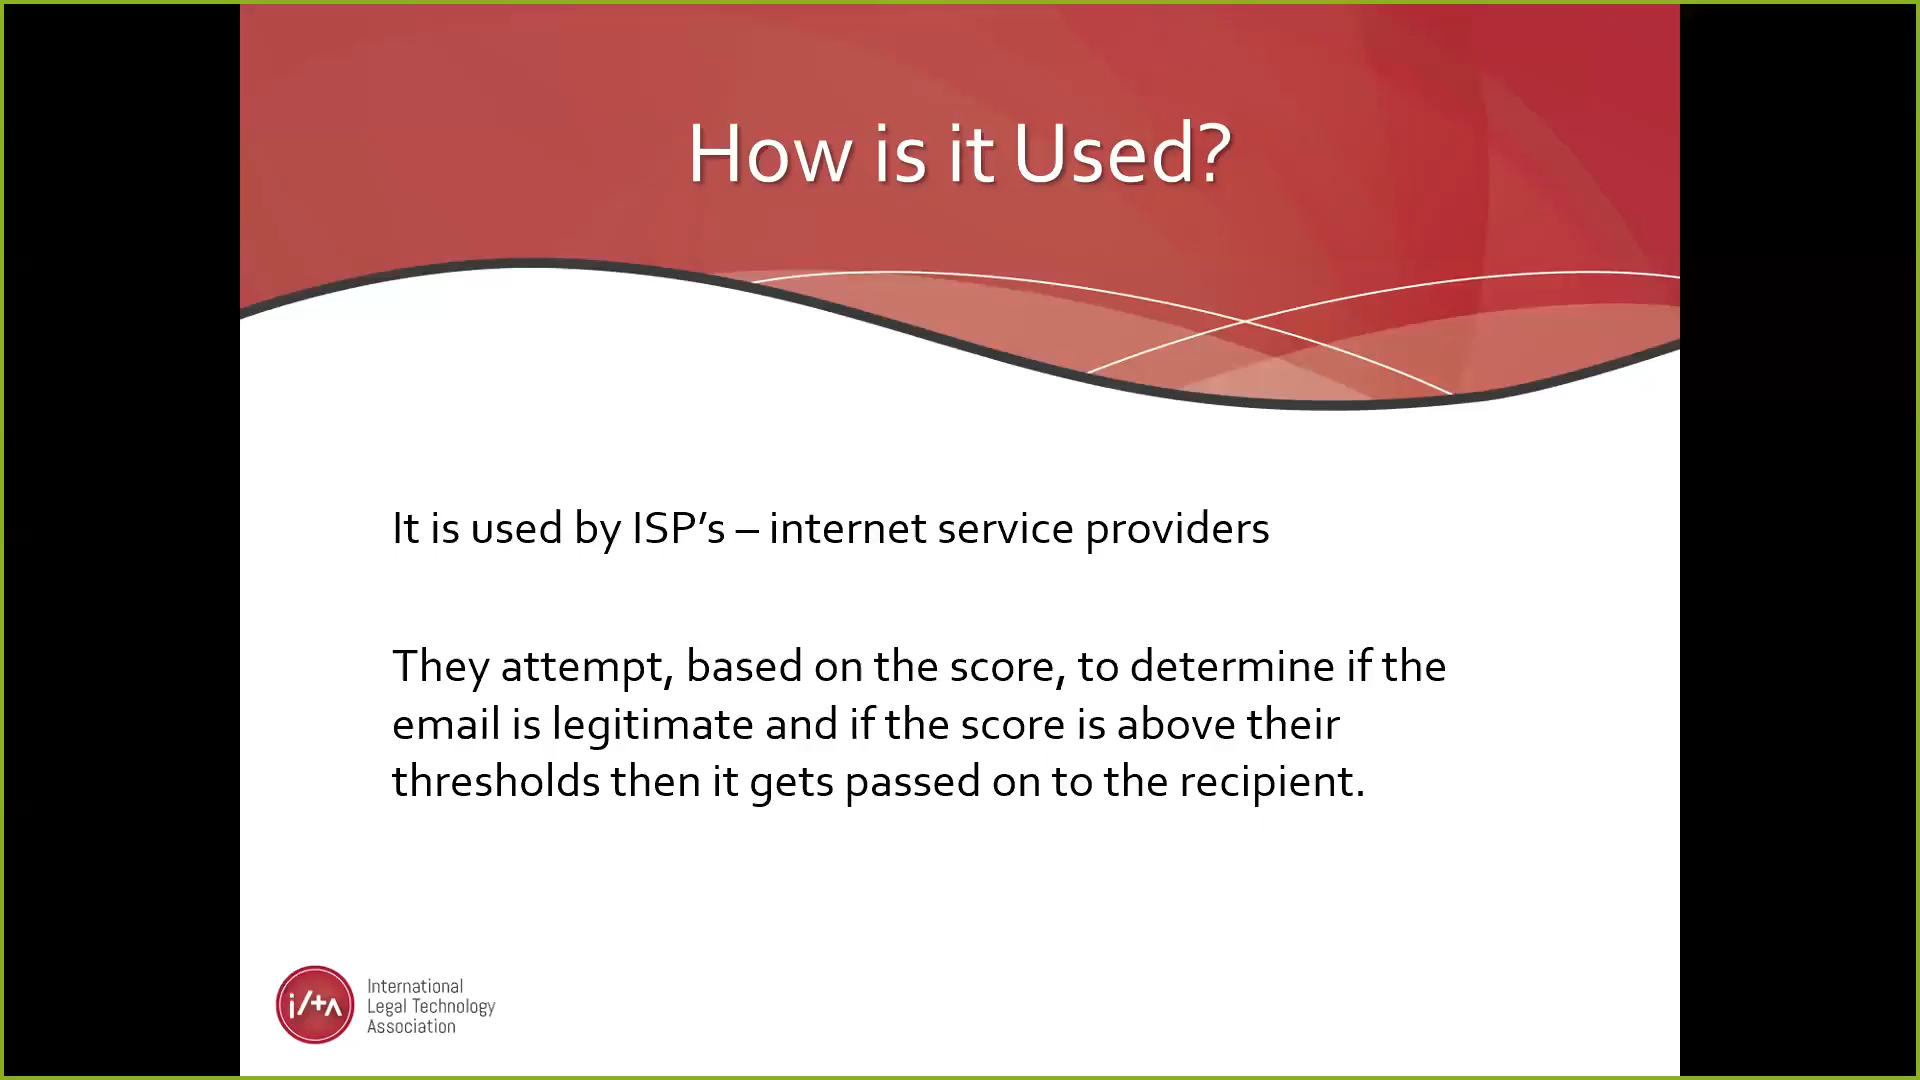 How is it Used?
It is used by ISP’s – internet service providers
They attempt, based on the score, to determine if the
email is legitimate and if the score is above their
thresholds then it gets passed on to the recipient.
ilta
International
Legal Technology
Association